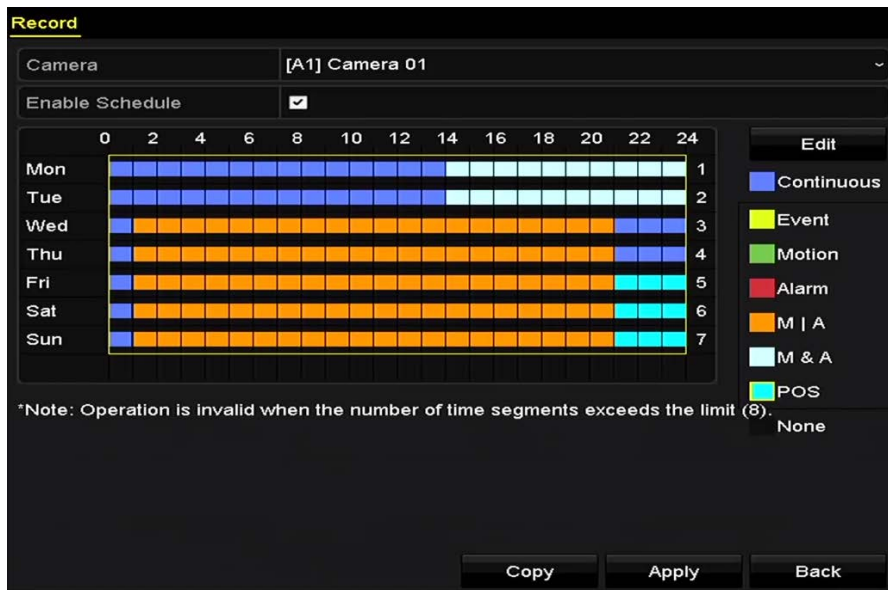 Record
Camera [A1] Camera 01
Enable Schedule
0 2 4 6 8 10 12 14 16 18 20 22 24
Edit
Mon 1
Continuous
Tue 2
Wed 3
Event
Thu 4
Motion
Fri 5
Alarm
Sat 6
M | A
Sun 7
M & A
POS
*Note: Operation is invalid when the number of time segments exceeds the limit (8).
None
Copy Apply Back